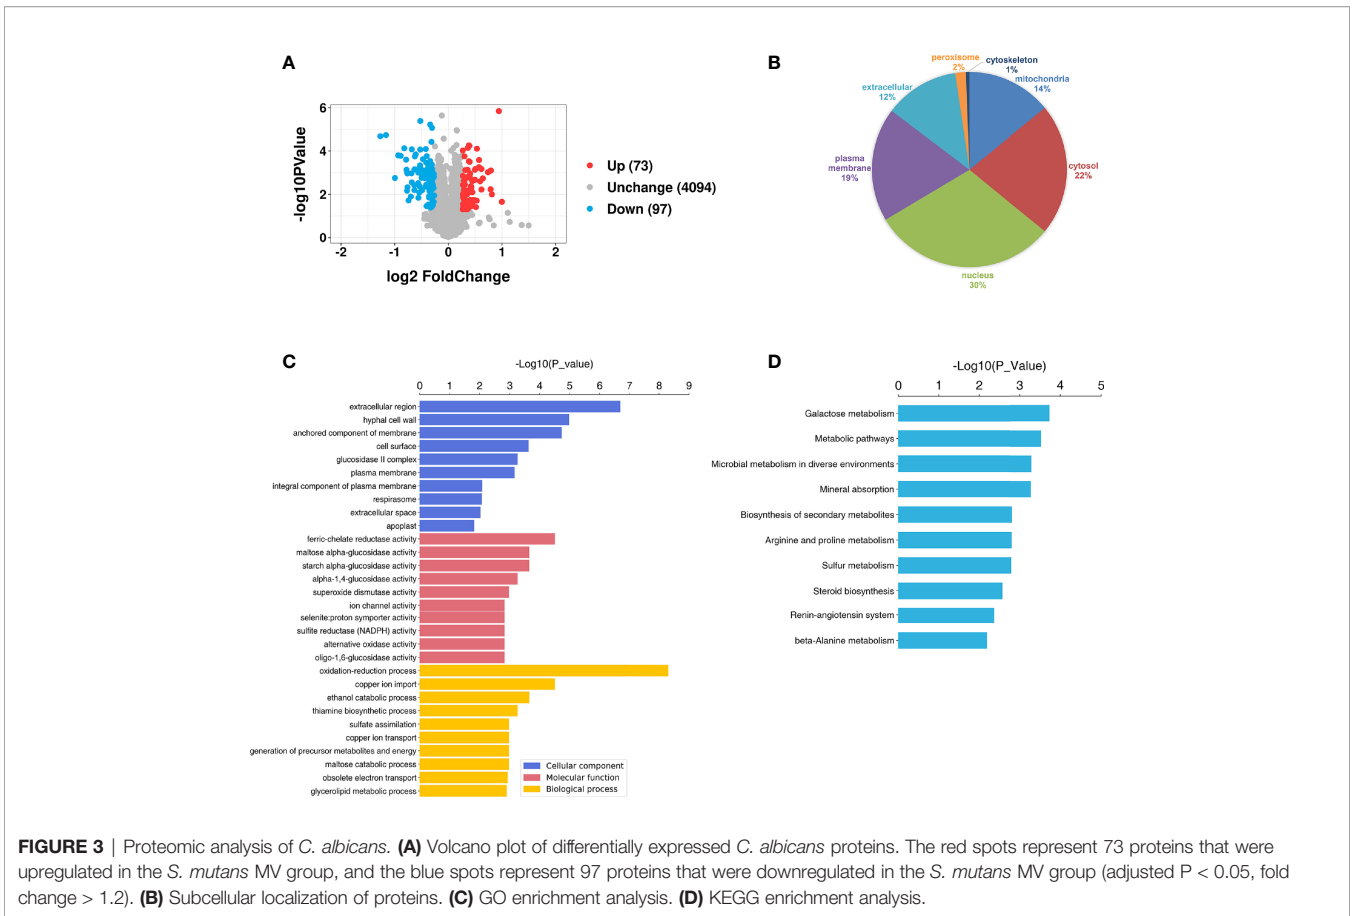 A
6
4
2
0
-log10PValue
-2 -1 0 1 2
log2 FoldChange
Up (73)
Unchange (4094)
Down (97)
B
peroxisome
2%
cytoskeleton
1%
mitochondria
14%
extracellular
12%
plasma
membrane
19%
cytosol
22%
nucleus
30%
C
-Log10(P_value)
0 1 2 3 4 5 6 7 8 9
extracellular region
hyphal cell wall
anchored component of membrane
cell surface
glucosidase II complex
plasma membrane
integral component of plasma membrane
respirasome
extracellular space
apoplast
ferric-chelate reductase activity
maltose alpha-glucosidase activity
starch alpha-glucosidase activity
alpha-1,4-glucosidase activity
superoxide dismutase activity
ion channel activity
selenite:proton symporter activity
sulfite reductase (NADPH) activity
alternative oxidase activity
oligo-1,6-glucosidase activity
oxidation-reduction process
copper ion import
ethanol catabolic process
thiamine biosynthetic process
sulfate assimilation
copper ion transport
generation of precursor metabolites and energy
maltose catabolic process
obsolete electron transport
glycerolipid metabolic process
Cellular component
Molecular function
Biological process
D
-Log10(P_Value)
0 1 2 3 4 5
Galactose metabolism
Metabolic pathways
Microbial metabolism in diverse environments
Mineral absorption
Biosynthesis of secondary metabolites
Arginine and proline metabolism
Sulfur metabolism
Steroid biosynthesis
Renin-angiotensin system
beta-Alanine metabolism
FIGURE 3 | Proteomic analysis of C. albicans. (A) Volcano plot of differentially expressed C. albicans proteins. The red spots represent 73 proteins that were
upregulated in the S. mutans MV group, and the blue spots represent 97 proteins that were downregulated in the S. mutans MV group (adjusted P < 0.05, fold
change > 1.2). (B) Subcellular localization of proteins. (C) GO enrichment analysis. (D) KEGG enrichment analysis.